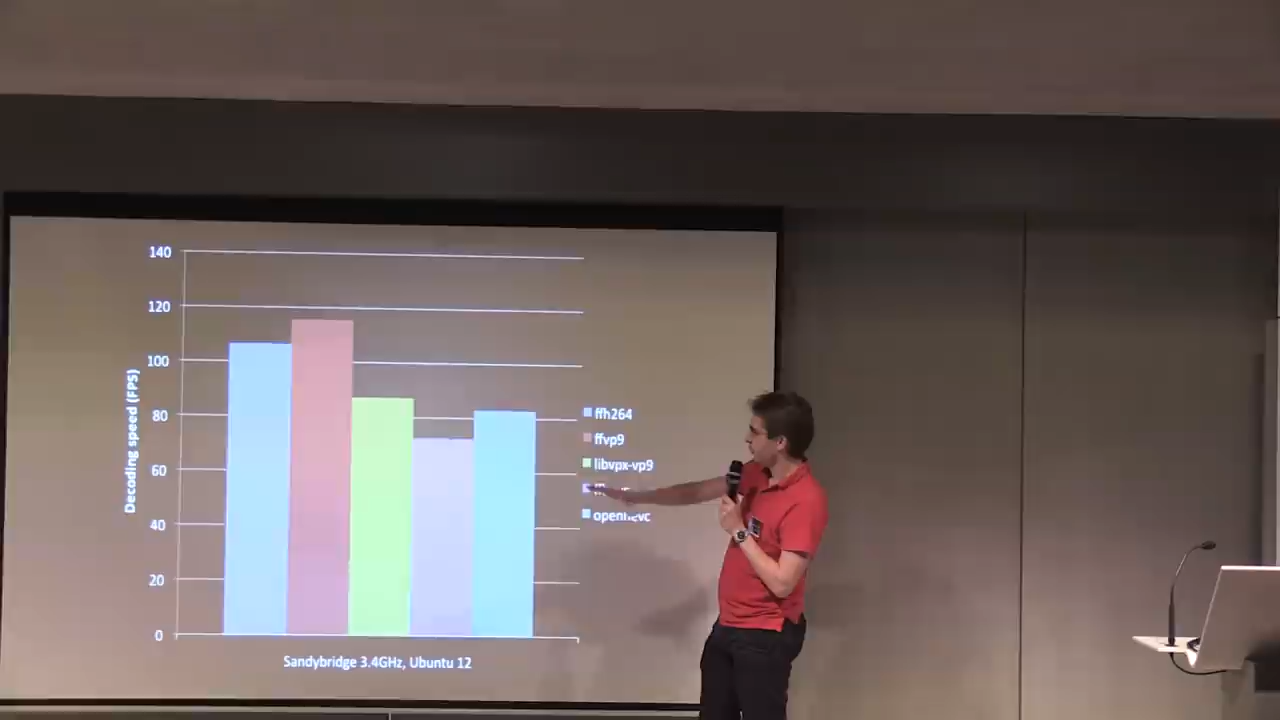 140
120
100
80
60
40
20
0
Decoding speed (FPS)
Sandybridge 3.4GHz, Ubuntu 12
ffh264
ffvp9
libvpx-vp9
openhevc